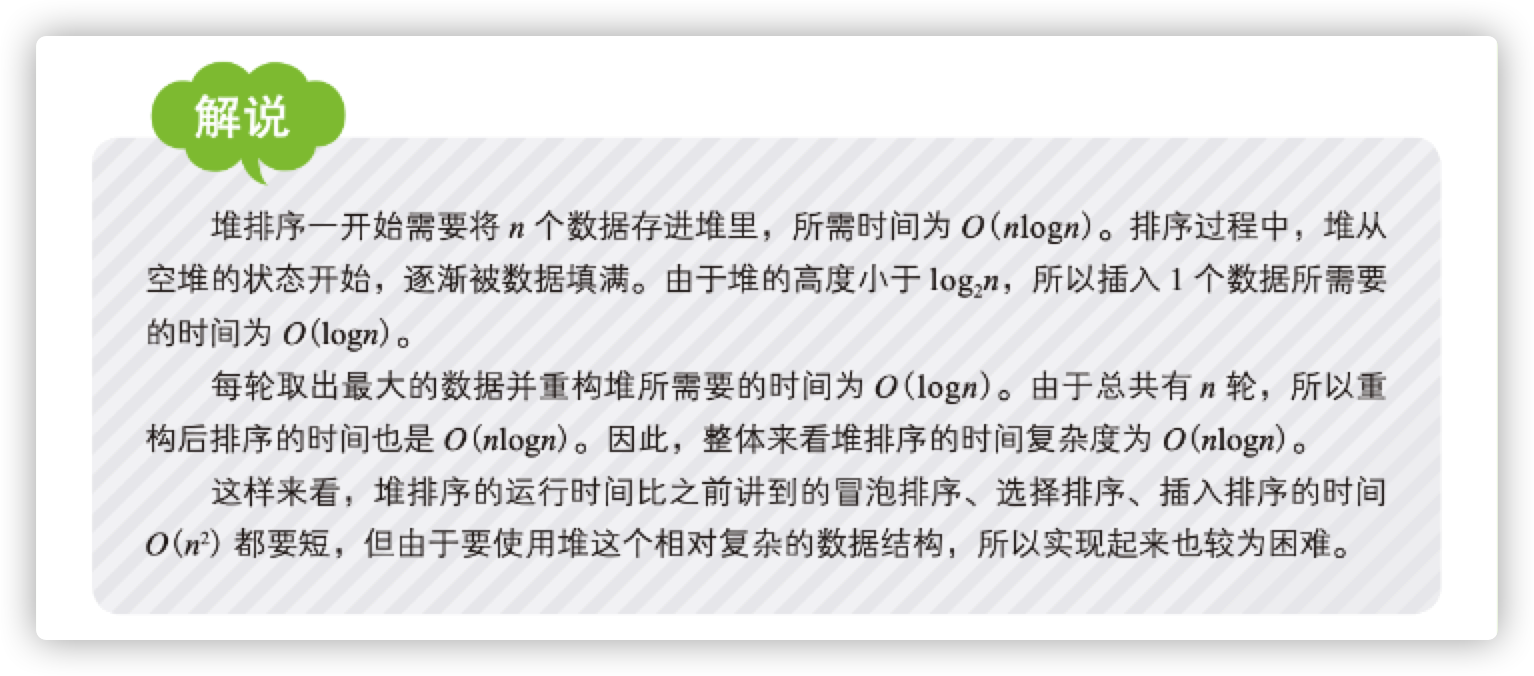 解说
堆排序一开始需要将 n 个数据存进堆里，所需时间为 O(nlogn)。排序过程中，堆从
空堆的状态开始，逐渐被数据填满。由于堆的高度小于 log₂n，所以插入 1 个数据所需要
的时间为 O(logn)。
每轮取出最大的数据并重构堆所需要的时间为 O(logn)。由于总共有 n 轮，所以重
构后排序的时间也是 O(nlogn)。因此，整体来看堆排序的时间复杂度为 O(nlogn)。
这样来看，堆排序的运行时间比之前讲到的冒泡排序、选择排序、插入排序的时间
O(n²) 都要短，但由于要使用堆这个相对复杂的数据结构，所以实现起来也较为困难。